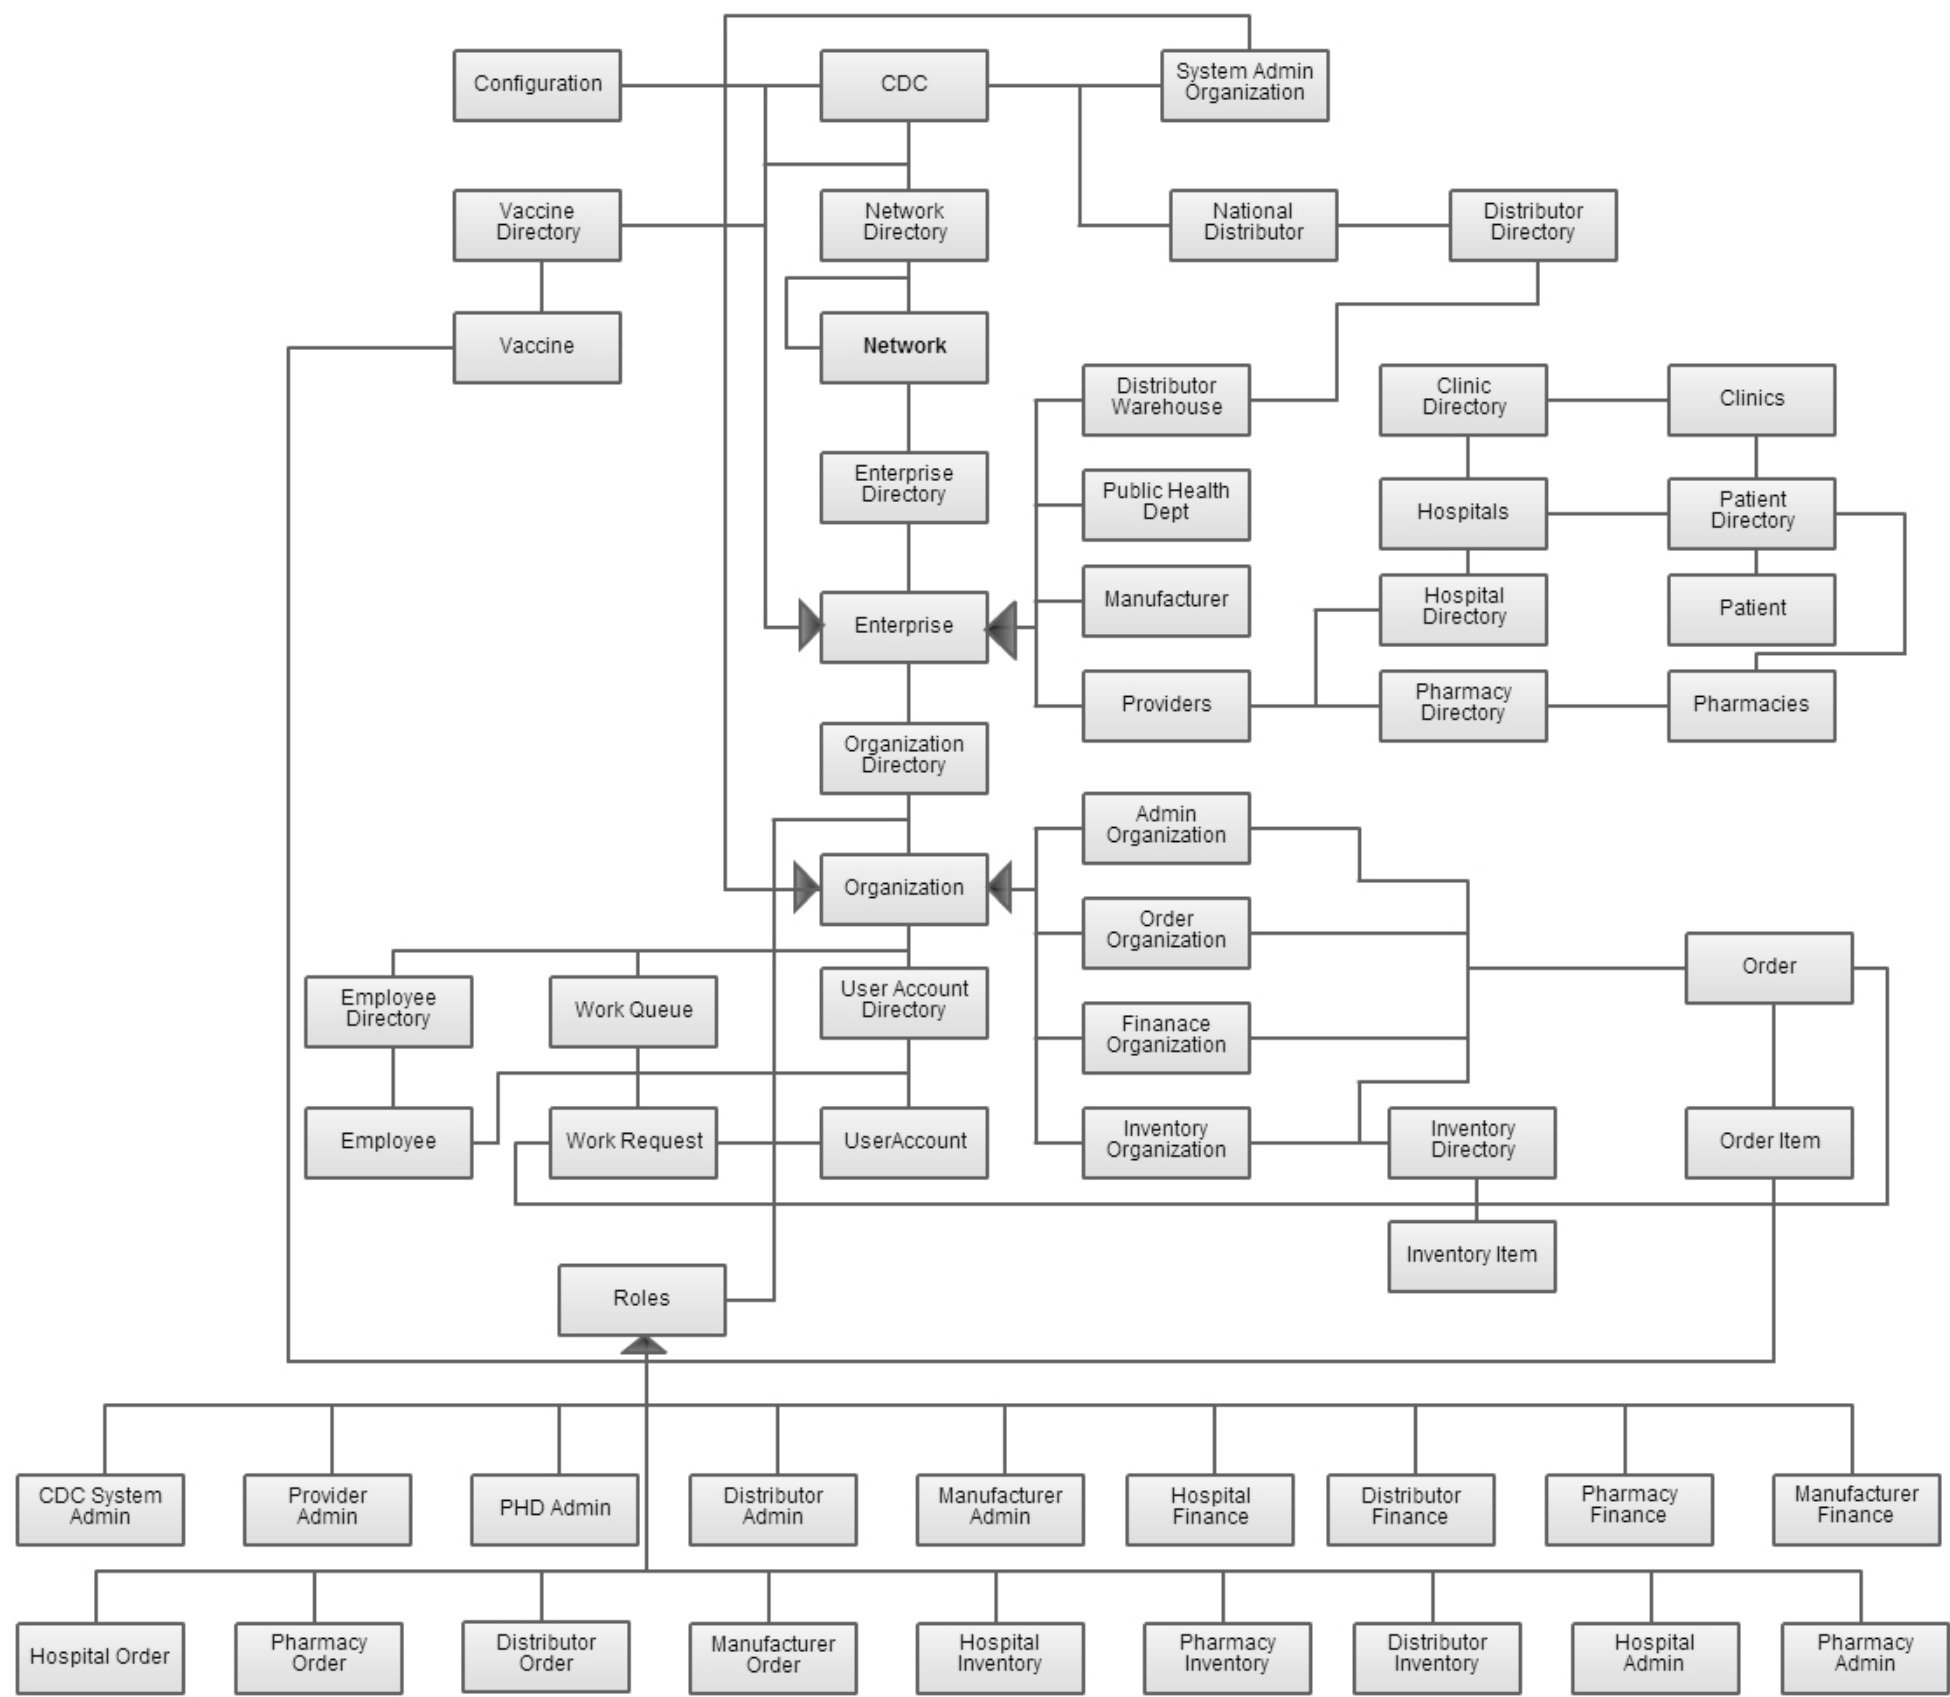 Configuration
CDC
System Admin
Organization
Vaccine
Directory
Network
Directory
National
Distributor
Distributor
Directory
Vaccine
Network
Distributor
Warehouse
Clinic
Directory
Clinics
Enterprise
Directory
Public Health
Dept
Hospitals
Patient
Directory
Enterprise
Manufacturer
Hospital
Directory
Patient
Providers
Pharmacy
Directory
Pharmacies
Organization
Directory
Admin
Organization
Organization
Order
Organization
Order
Employee
Directory
Work Queue
User Account
Directory
Finanace
Organization
Employee
Work Request
UserAccount
Inventory
Organization
Inventory
Directory
Order Item
Inventory Item
Roles
CDC System
Admin
Provider
Admin
PHD Admin
Distributor
Admin
Manufacturer
Admin
Hospital
Finance
Distributor
Finance
Pharmacy
Finance
Manufacturer
Finance
Hospital Order
Pharmacy
Order
Distributor
Order
Manufacturer
Order
Hospital
Inventory
Pharmacy
Inventory
Distributor
Inventory
Hospital
Admin
Pharmacy
Admin